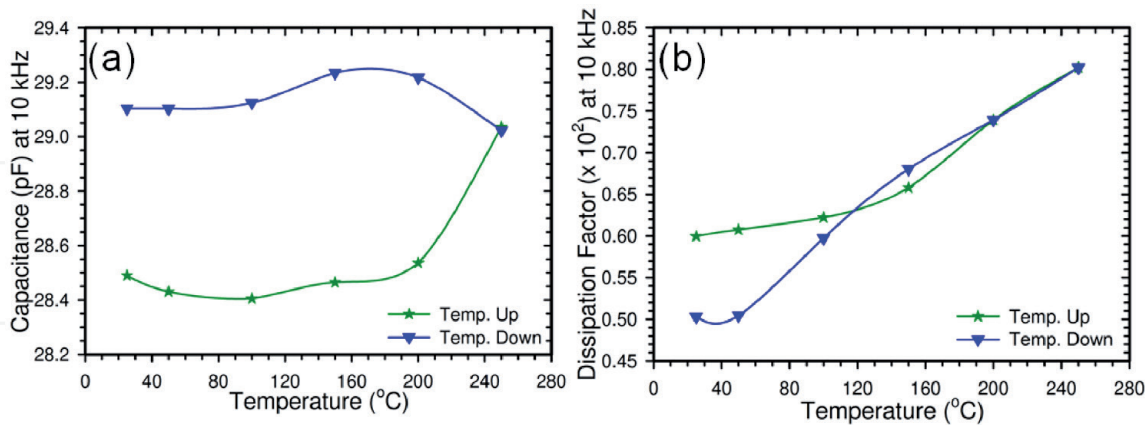 (a)
Capacitance (pF) at 10 kHz
29.4
29.2
29.0
28.8
28.6
28.4
28.2
0 40 80 120 160 200 240 280
Temperature (°C)
Temp. Up
Temp. Down
(b)
Dissipation Factor (x 10²) at 10 kHz
0.85
0.80
0.75
0.70
0.65
0.60
0.55
0.50
0.45
0 40 80 120 160 200 240 280
Temperature (°C)
Temp. Up
Temp. Down